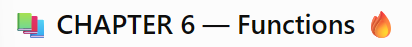 📚 CHAPTER 6 — Functions 🔥